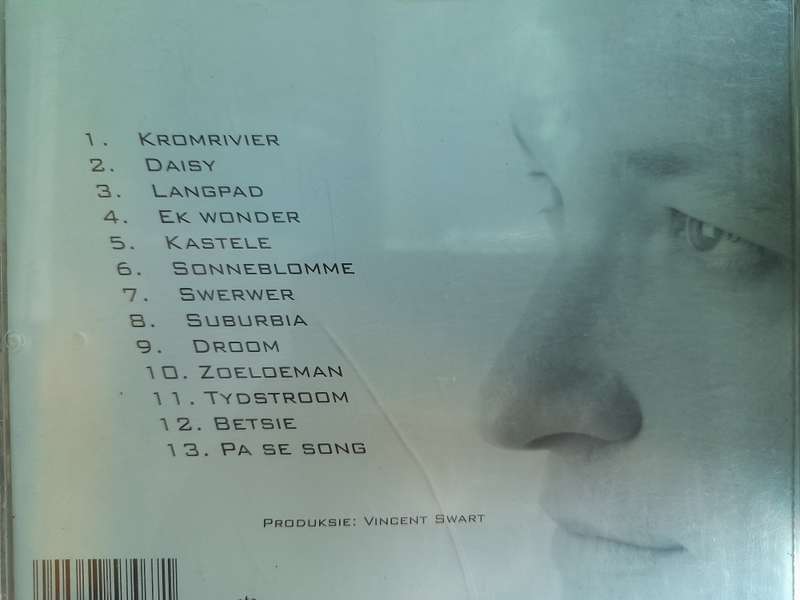 1. KROMRIVIER
2. DAISY
3. LANGPAD
4. EK WONDER
5. KASTELE
6. SONNEBLOMME
7. SWERWER
8. SUBURBIA
9. DROOM
10. ZOELOEMAN
11. TYDSTROOM
12. BETSIE
13. PA SE SONG
PRODUKSIE: VINCENT SWART